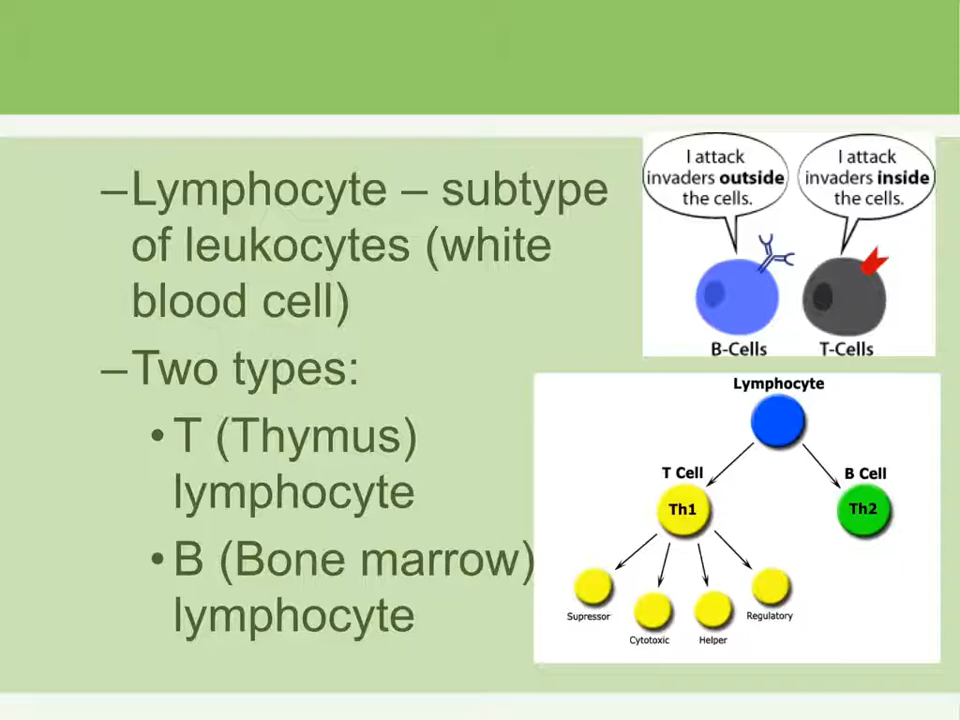 –Lymphocyte – subtype
of leukocytes (white
blood cell)
–Two types:
•T (Thymus)
lymphocyte
•B (Bone marrow)
lymphocyte
I attack
invaders outside
the cells.
I attack
invaders inside
the cells.
B-Cells
T-Cells
Lymphocyte
T Cell
B Cell
Th1
Th2
Supressor
Cytotoxic
Helper
Regulatory